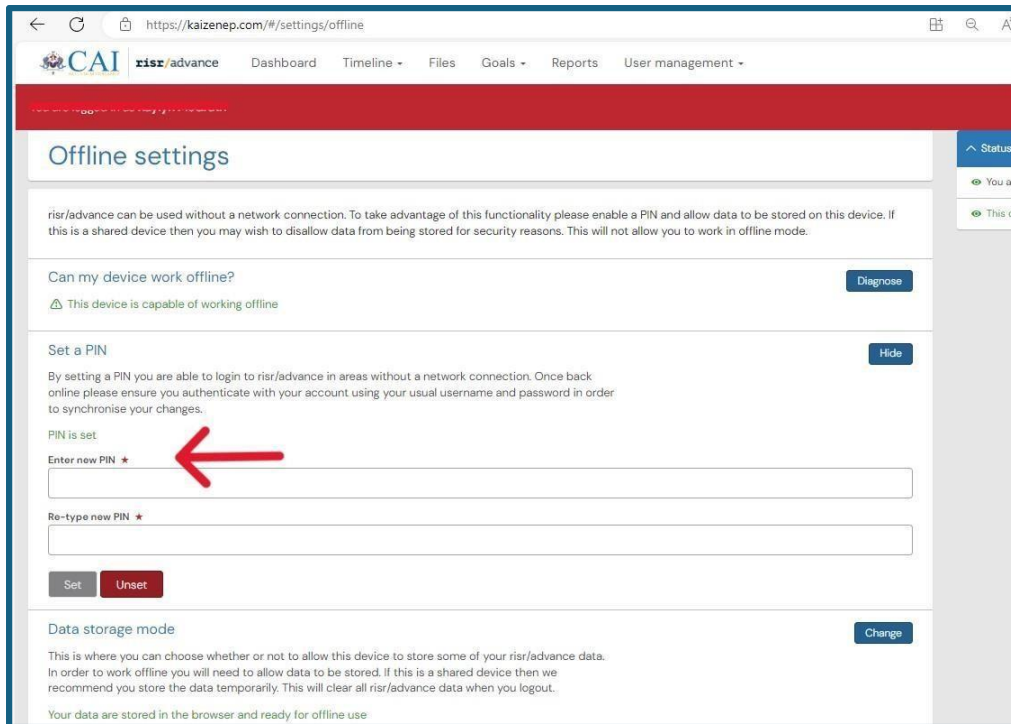 https://kaizenep.com/#/settings/offline
CAI risr/advance Dashboard Timeline Files Goals Reports User management
Offline settings
Status
You a
This
risr/advance can be used without a network connection. To take advantage of this functionality please enable a PIN and allow data to be stored on this device. If
this is a shared device then you may wish to disallow data from being stored for security reasons. This will not allow you to work in offline mode.
Can my device work offline?
Diagnose
This device is capable of working offline
Set a PIN
Hide
By setting a PIN you are able to login to risr/advance in areas without a network connection. Once back
online please ensure you authenticate with your account using your usual username and password in order
to synchronise your changes.
PIN is set
Enter new PIN ★
Re-type new PIN ★
Set Unset
Data storage mode
Change
This is where you can choose whether or not to allow this device to store some of your risr/advance data.
In order to work offline you will need to allow data to be stored. If this is a shared device then we
recommend you store the data temporarily. This will clear all risr/advance data when you logout.
Your data are stored in the browser and ready for offline use